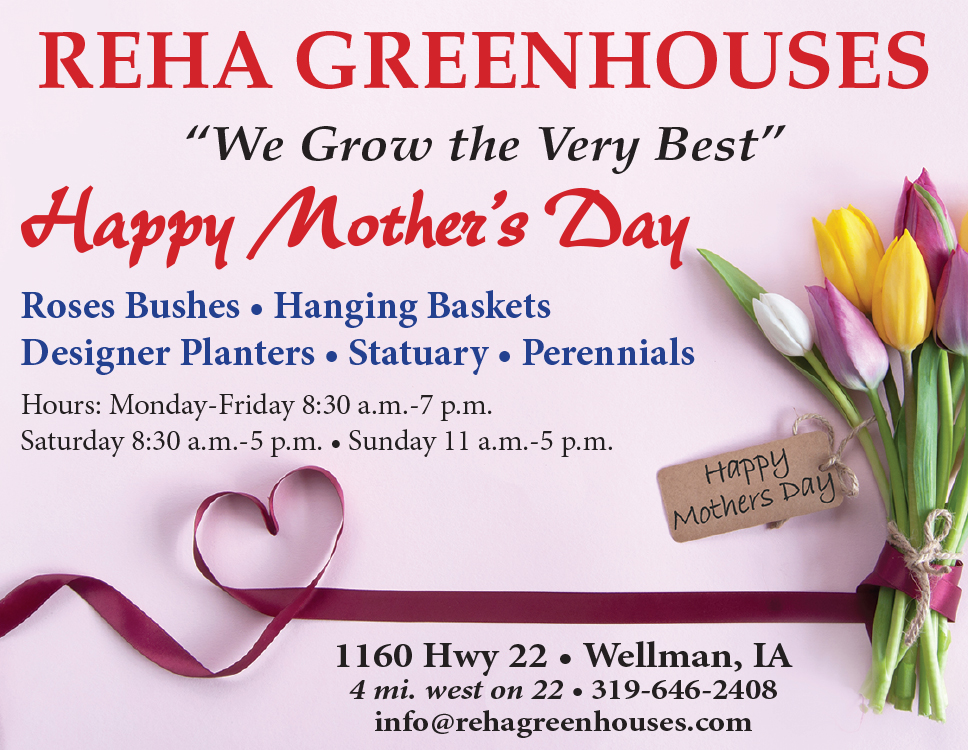 REHA GREENHOUSES
“We Grow the Very Best”
Happy Mother’s Day
Roses Bushes • Hanging Baskets
Designer Planters • Statuary • Perennials
Hours: Monday-Friday 8:30 a.m.-7 p.m.
Saturday 8:30 a.m.-5 p.m. • Sunday 11 a.m.-5 p.m.
Happy
Mothers Day
1160 Hwy 22 • Wellman, IA
4 mi. west on 22 • 319-646-2408
info@rehagreenhouses.com